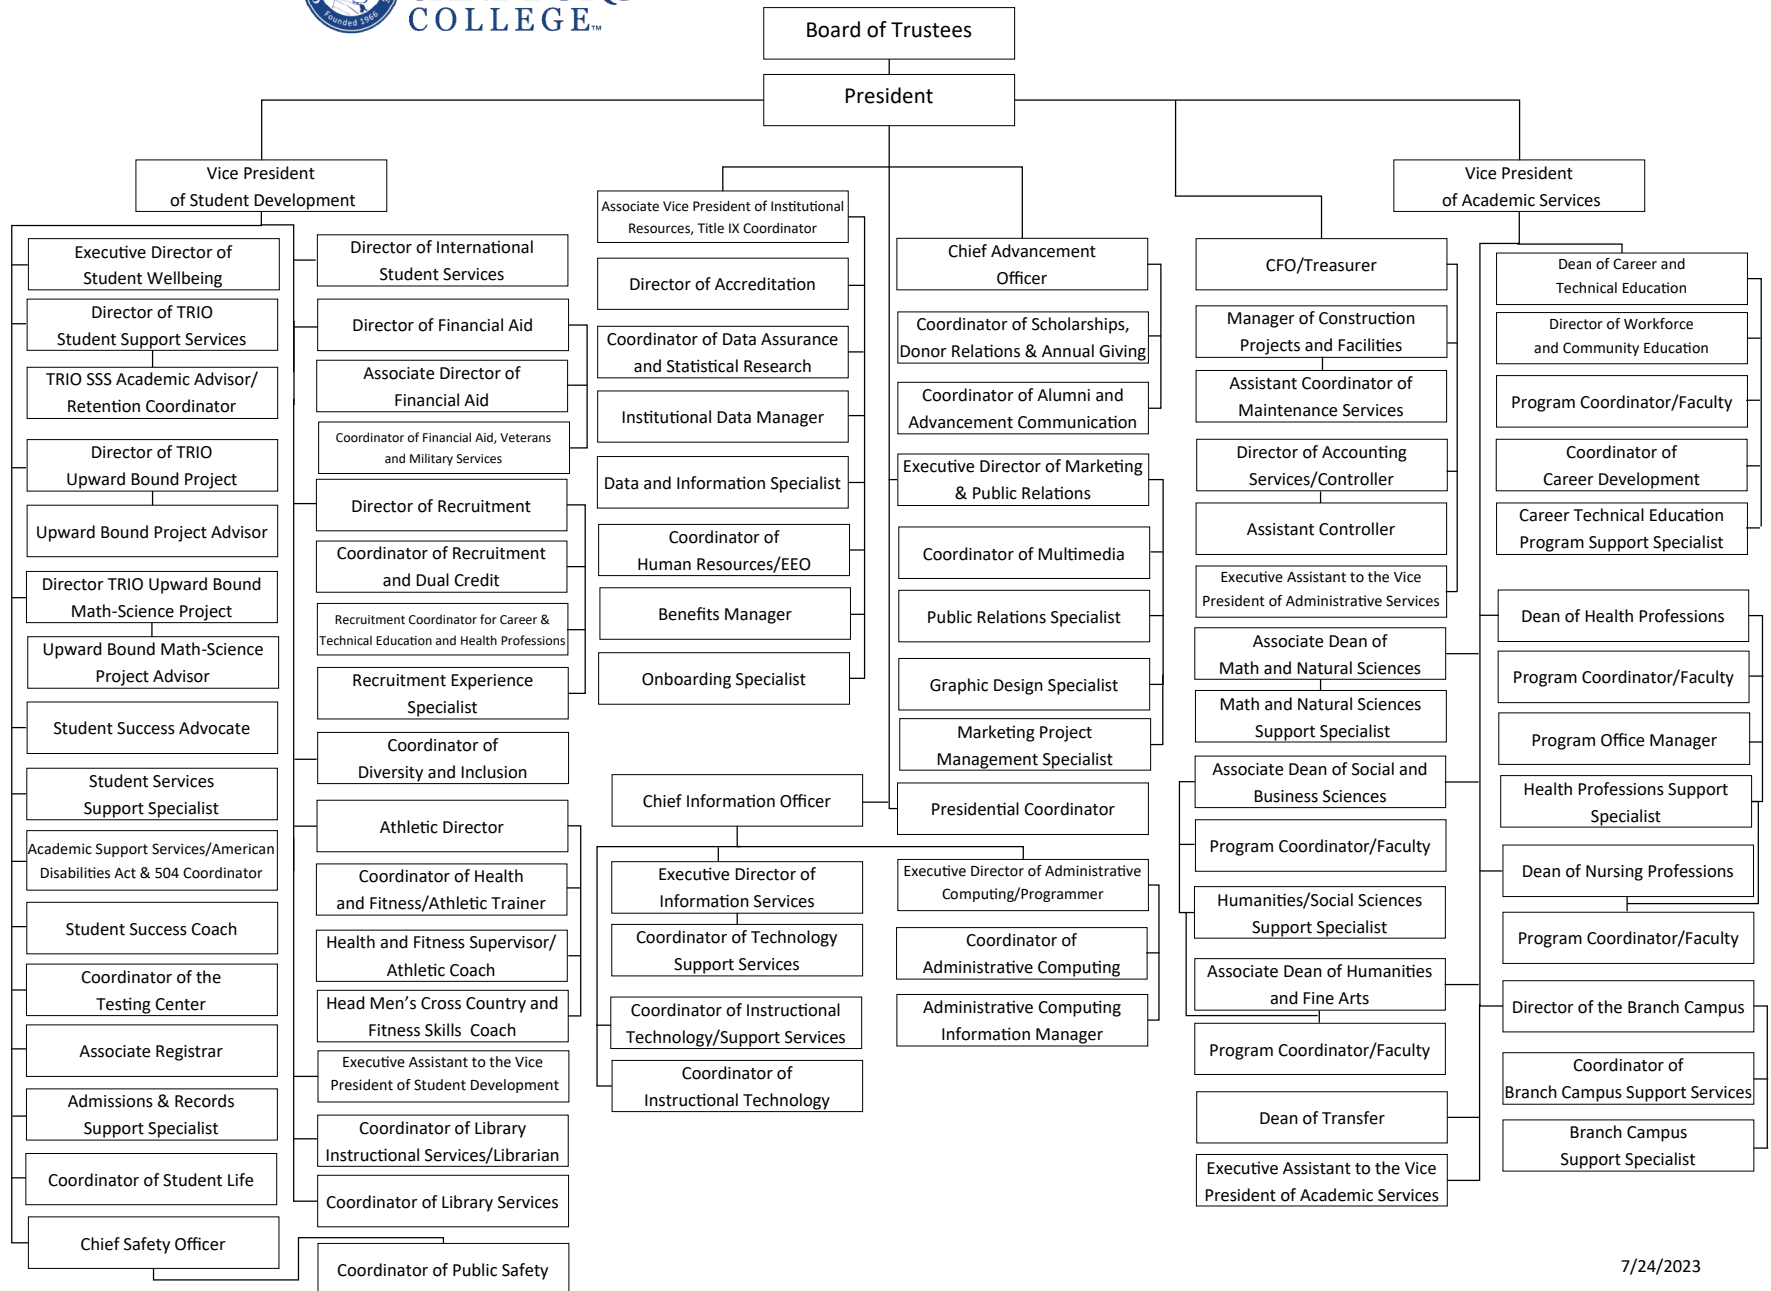 Founded 1966
COLLEGE™
Board of Trustees
President
Vice President
of Student Development
Executive Director of
Student Wellbeing
Director of TRIO
Student Support Services
TRIO SSS Academic Advisor/
Retention Coordinator
Director of TRIO
Upward Bound Project
Upward Bound Project Advisor
Director TRIO Upward Bound
Math-Science Project
Upward Bound Math-Science
Project Advisor
Student Success Advocate
Student Services
Support Specialist
Academic Support Services/American
Disabilities Act & 504 Coordinator
Student Success Coach
Coordinator of the
Testing Center
Associate Registrar
Admissions & Records
Support Specialist
Coordinator of Student Life
Chief Safety Officer
Director of International
Student Services
Director of Financial Aid
Associate Director of
Financial Aid
Coordinator of Financial Aid, Veterans
and Military Services
Director of Recruitment
Coordinator of Recruitment
and Dual Credit
Recruitment Coordinator for Career &
Technical Education and Health Professions
Recruitment Experience
Specialist
Coordinator of
Diversity and Inclusion
Athletic Director
Coordinator of Health
and Fitness/Athletic Trainer
Health and Fitness Supervisor/
Athletic Coach
Head Men’s Cross Country and
Fitness Skills Coach
Executive Assistant to the Vice
President of Student Development
Coordinator of Library
Instructional Services/Librarian
Coordinator of Library Services
Coordinator of Public Safety
Associate Vice President of Institutional
Resources, Title IX Coordinator
Director of Accreditation
Coordinator of Data Assurance
and Statistical Research
Institutional Data Manager
Data and Information Specialist
Coordinator of
Human Resources/EEO
Benefits Manager
Onboarding Specialist
Chief Information Officer
Executive Director of
Information Services
Coordinator of Technology
Support Services
Coordinator of Instructional
Technology/Support Services
Coordinator of
Instructional Technology
Chief Advancement
Officer
Coordinator of Scholarships,
Donor Relations & Annual Giving
Coordinator of Alumni and
Advancement Communication
Executive Director of Marketing
& Public Relations
Coordinator of Multimedia
Public Relations Specialist
Graphic Design Specialist
Marketing Project
Management Specialist
Presidential Coordinator
Executive Director of Administrative
Computing/Programmer
Coordinator of
Administrative Computing
Administrative Computing
Information Manager
CFO/Treasurer
Manager of Construction
Projects and Facilities
Assistant Coordinator of
Maintenance Services
Director of Accounting
Services/Controller
Assistant Controller
Executive Assistant to the Vice
President of Administrative Services
Associate Dean of
Math and Natural Sciences
Math and Natural Sciences
Support Specialist
Associate Dean of Social and
Business Sciences
Program Coordinator/Faculty
Humanities/Social Sciences
Support Specialist
Associate Dean of Humanities
and Fine Arts
Program Coordinator/Faculty
Dean of Transfer
Executive Assistant to the Vice
President of Academic Services
Vice President
of Academic Services
Dean of Career and
Technical Education
Director of Workforce
and Community Education
Program Coordinator/Faculty
Coordinator of
Career Development
Career Technical Education
Program Support Specialist
Dean of Health Professions
Program Coordinator/Faculty
Program Office Manager
Health Professions Support
Specialist
Dean of Nursing Professions
Program Coordinator/Faculty
Director of the Branch Campus
Coordinator of
Branch Campus Support Services
Branch Campus
Support Specialist
7/24/2023